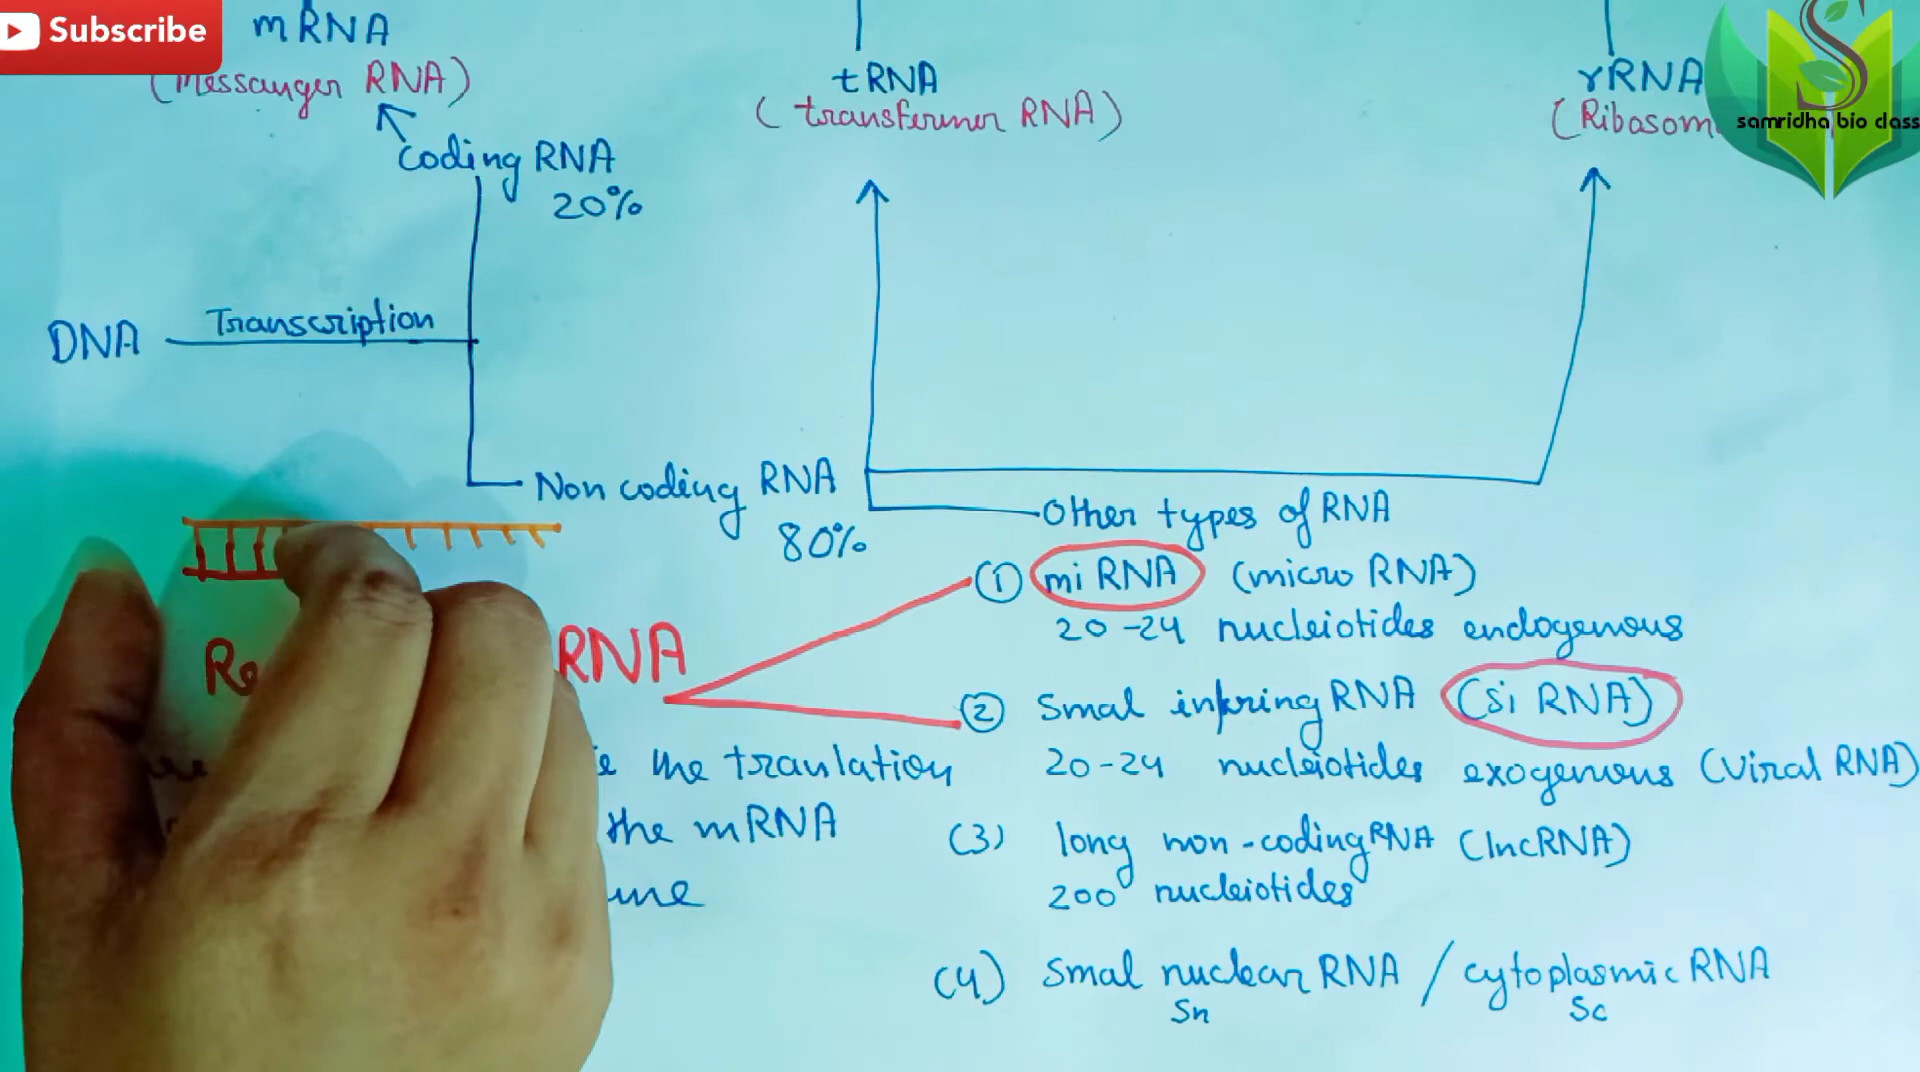 Subscribe
mRNA
(Messanger RNA)
tRNA
(transfermer RNA)
rRNA
(Ribosom
samridha bio class
Coding RNA
20%
DNA
Transcription
Non coding RNA
80%
Other types of RNA
① mi RNA (micro RNA)
20-24 nucleiotides endogenous
Re
RNA
② Smal infering RNA (si RNA)
20-24 nucleiotides exogenous (Viral RNA)
the tranlation
the mRNA
(3) long non-coding RNA (lncRNA)
200 nucleiotides
(4) Smal nuclear RNA / cytoplasmic RNA
Sn
Sc